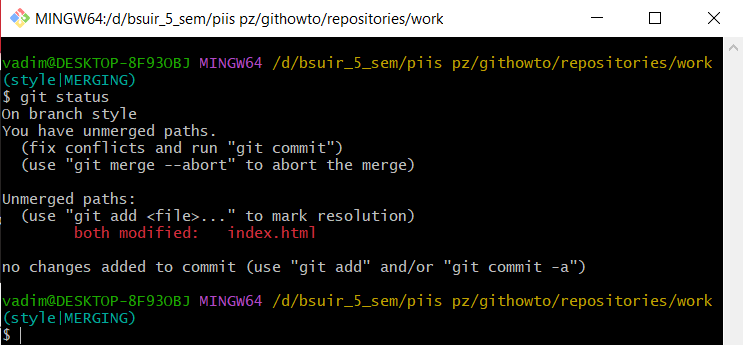 MINGW64:/d/bsuir_5_sem/piis pz/githowto/repositories/work
vadim@DESKTOP-8F93OBJ MINGW64 /d/bsuir_5_sem/piis pz/githowto/repositories/work
(style|MERGING)
$ git status
On branch style
You have unmerged paths.
  (fix conflicts and run "git commit")
  (use "git merge --abort" to abort the merge)

Unmerged paths:
  (use "git add <file>..." to mark resolution)
        both modified:   index.html

no changes added to commit (use "git add" and/or "git commit -a")

vadim@DESKTOP-8F93OBJ MINGW64 /d/bsuir_5_sem/piis pz/githowto/repositories/work
(style|MERGING)
$